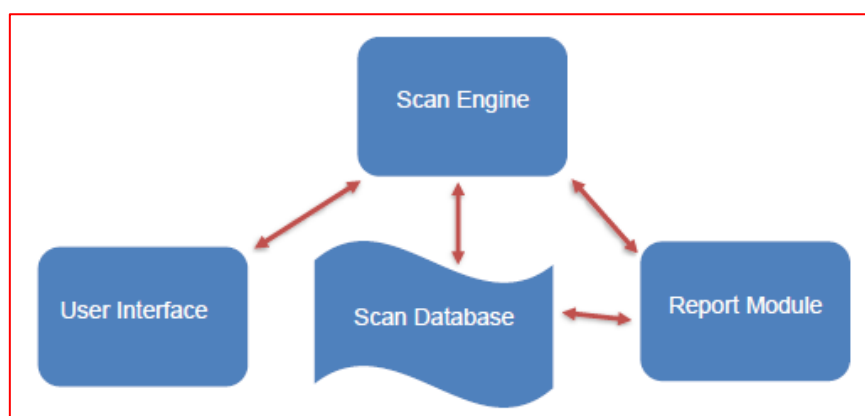 Scan Engine
User Interface
Scan Database
Report Module